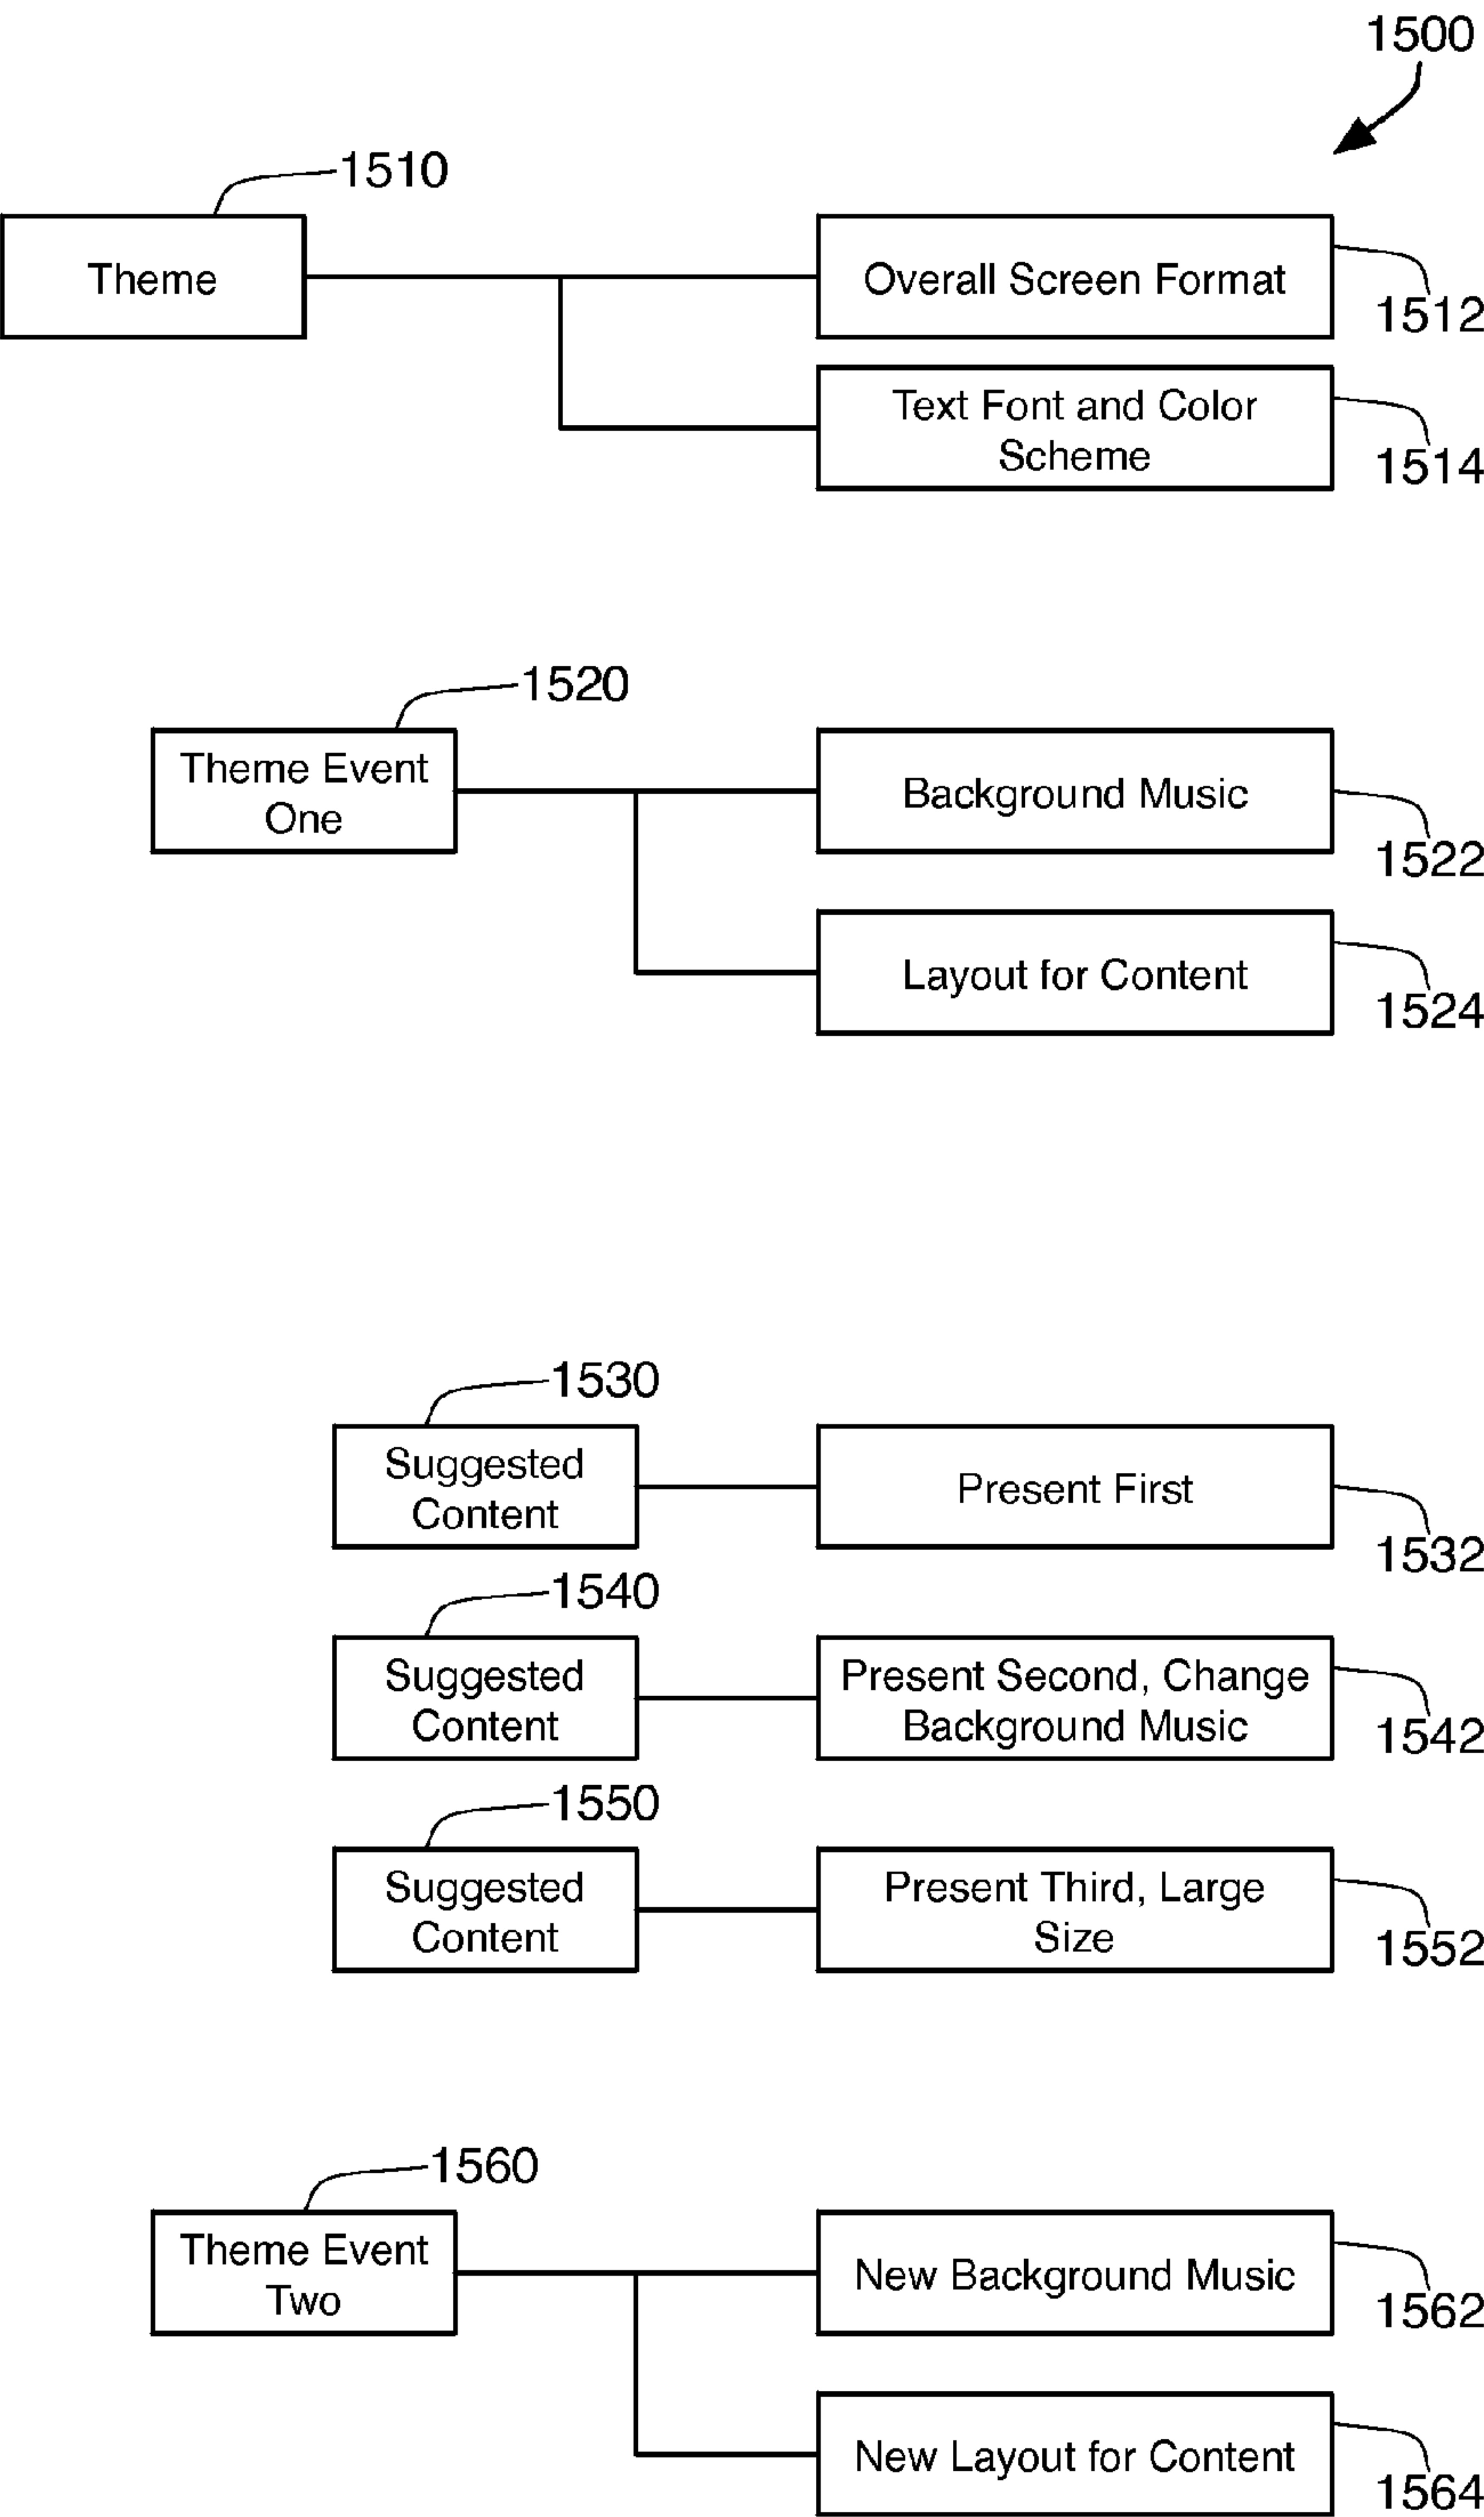 1500
1510
Theme
Overall Screen Format
1512
Text Font and Color
Scheme
1514
1520
Theme Event
One
Background Music
1522
Layout for Content
1524
1530
Suggested
Content
Present First
1532
1540
Suggested
Content
Present Second, Change
Background Music
1542
1550
Suggested
Content
Present Third, Large
Size
1552
1560
Theme Event
Two
New Background Music
1562
New Layout for Content
1564